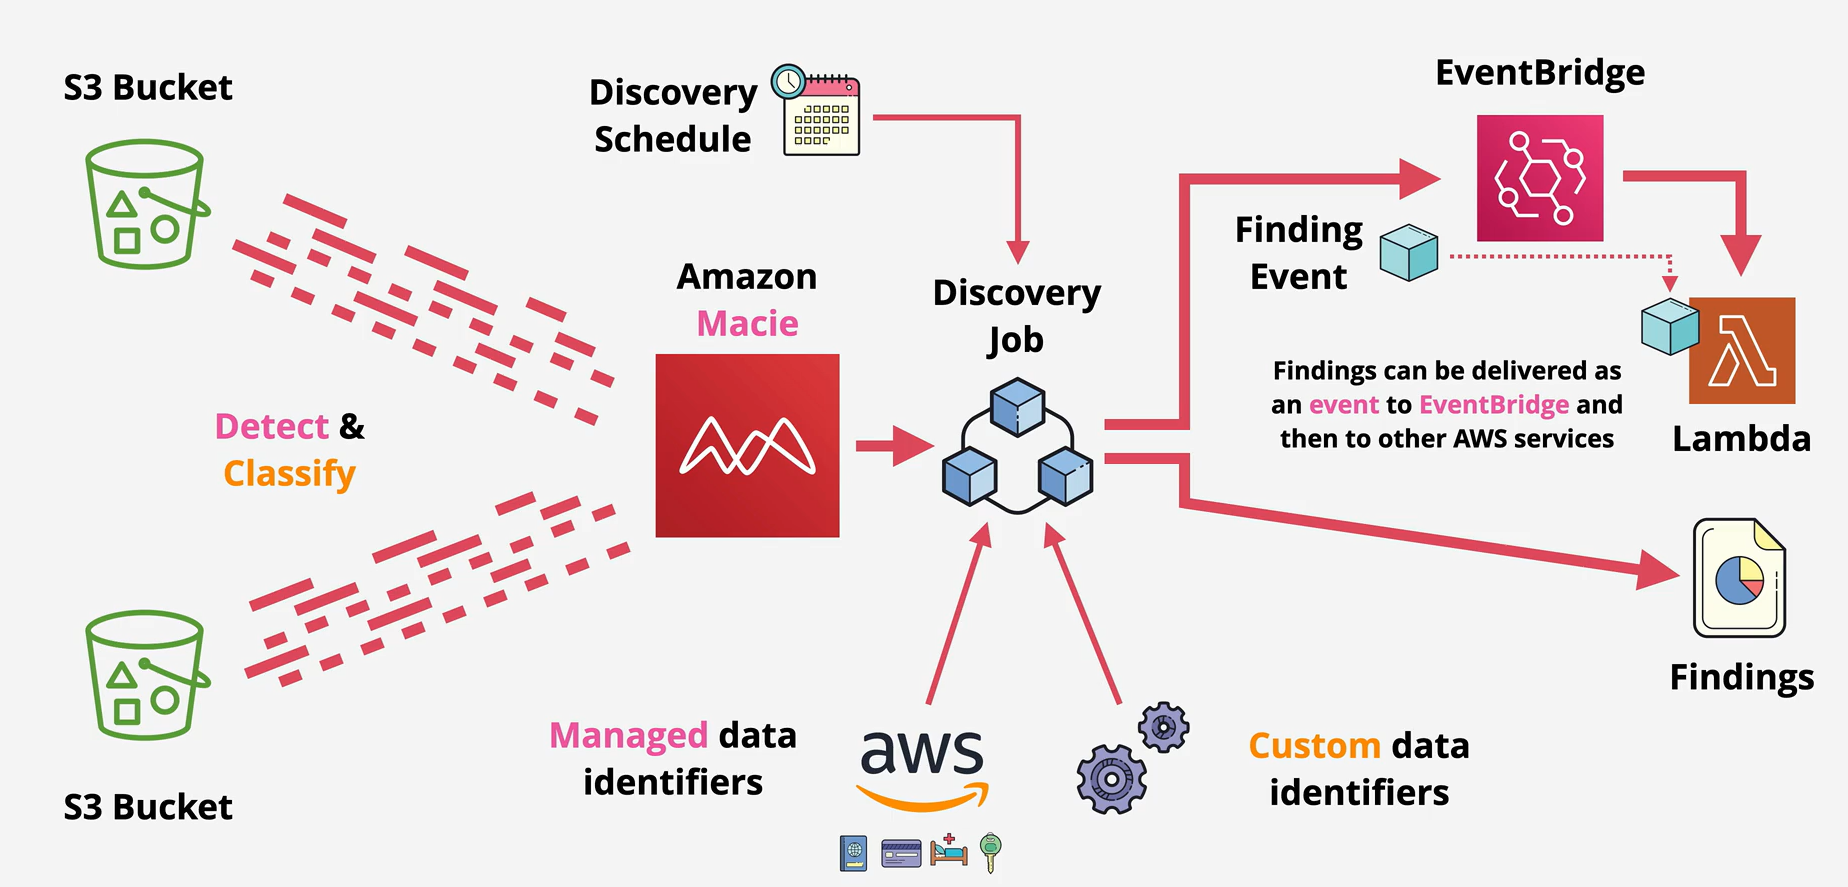 S3 Bucket
Discovery
Schedule
EventBridge
Finding
Event
Amazon
Macie
Discovery
Job
Findings can be delivered as
an event to EventBridge and
then to other AWS services
Lambda
Detect &
Classify
Findings
Managed data
identifiers
aws
Custom data
identifiers
S3 Bucket